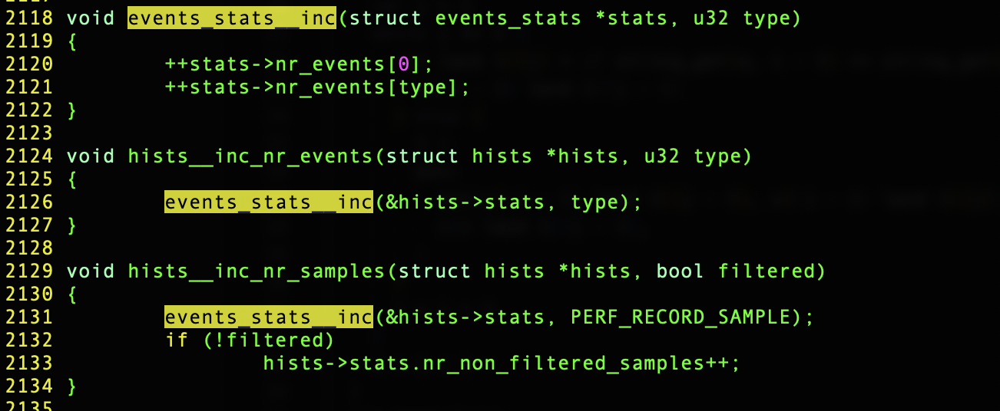 2118 void events_stats__inc(struct events_stats *stats, u32 type)
2119 {
2120         ++stats->nr_events[0];
2121         ++stats->nr_events[type];
2122 }
2123
2124 void hists__inc_nr_events(struct hists *hists, u32 type)
2125 {
2126         events_stats__inc(&hists->stats, type);
2127 }
2128
2129 void hists__inc_nr_samples(struct hists *hists, bool filtered)
2130 {
2131         events_stats__inc(&hists->stats, PERF_RECORD_SAMPLE);
2132         if (!filtered)
2133                 hists->stats.nr_non_filtered_samples++;
2134 }
2135